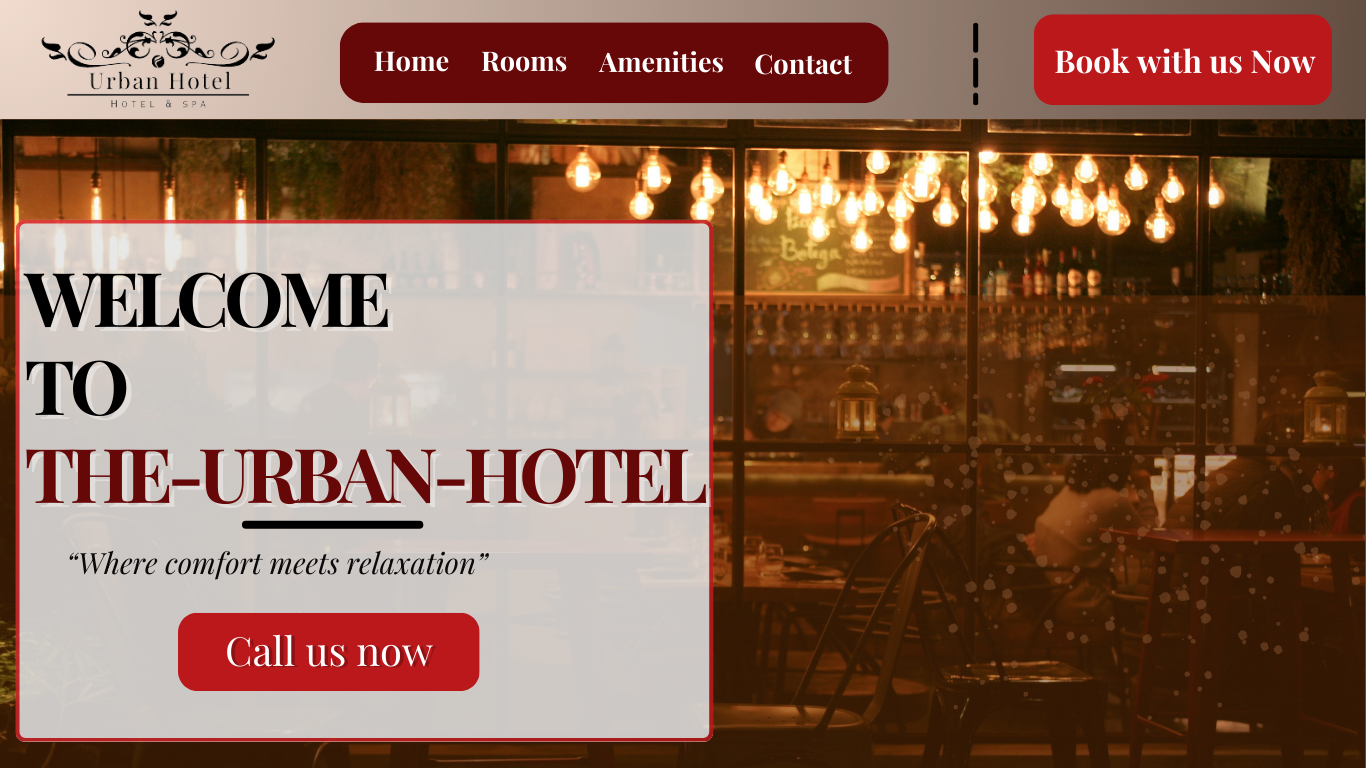 Urban Hotel
HOTEL & SPA
Home Rooms Amenities Contact
Book with us Now
WELCOME
TO
THE-URBAN-HOTEL
“Where comfort meets relaxation”
Call us now